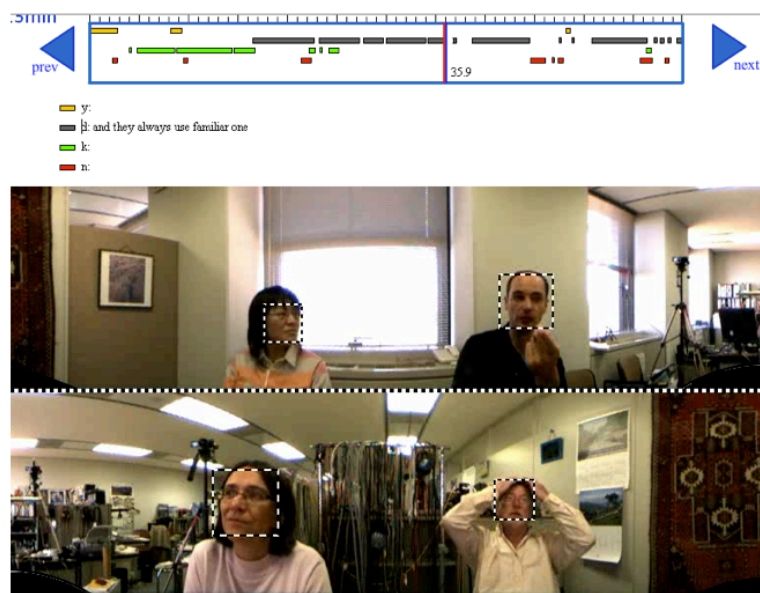 .5min
prev
35.9
next
y:
d: and they always use familiar one
k:
n: